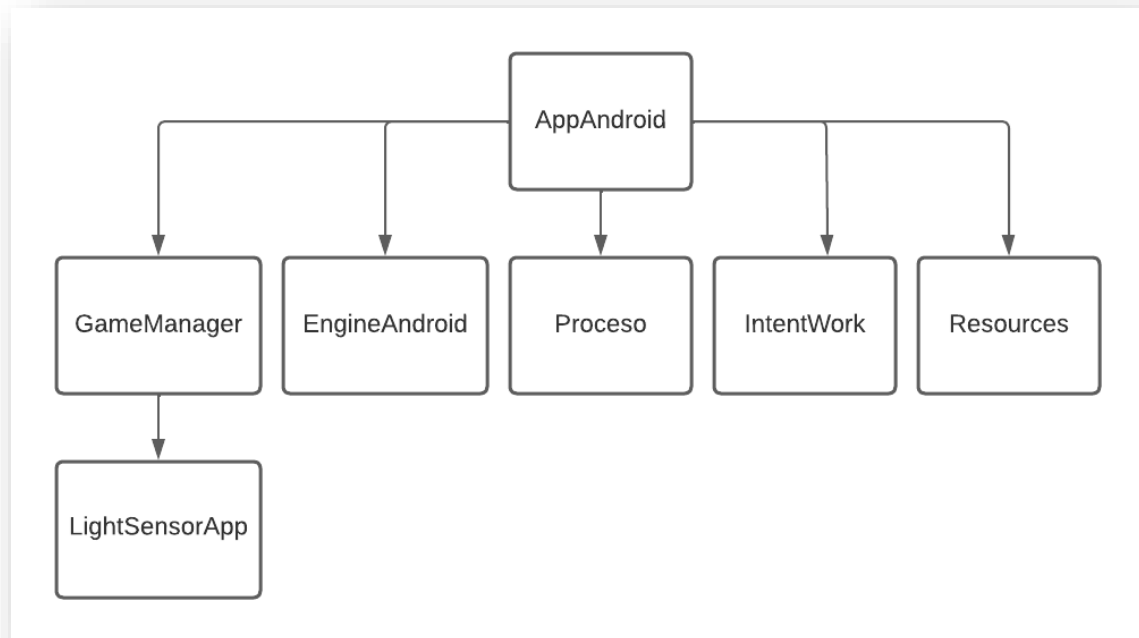 AppAndroid
GameManager
EngineAndroid
Proceso
IntentWork
Resources
LightSensorApp